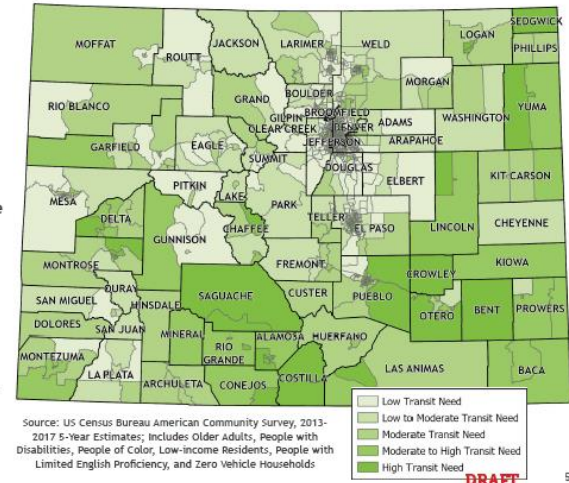 SEDGWICK
LOGAN
MOFFAT
JACKSON
LARIMER
WELD
PHILLIPS
ROUTT
MORGAN
GRAND
BOULDER
YUMA
RIO BLANCO
BROOMFIELD
WASHINGTON
GILPIN
DENVER
ADAMS
CLEAR CREEK
JEFFERSON
ARAPAHOE
GARFIELD
EAGLE
SUMMIT
DOUGLAS
ELBERT
KIT CARSON
PITKIN
LAKE
MESA
PARK
DELTA
TELLER
LINCOLN
CHEYENNE
CHAFFEE
EL PASO
GUNNISON
KIOWA
MONTROSE
FREMONT
CROWLEY
OURAY
SAGUACHE
CUSTER
PUEBLO
SAN MIGUEL
HINSDALE
OTERO
BENT
PROWERS
DOLORES
SAN JUAN
MINERAL
RIO GRANDE
ALAMOSA
HUERFANO
MONTEZUMA
LAS ANIMAS
LA PLATA
BACA
ARCHULETA
CONEJOS
COSTILLA
Low Transit Need
Low to Moderate Transit Need
Moderate Transit Need
Moderate to High Transit Need
High Transit Need
Source: US Census Bureau American Community Survey, 2013-
2017 5-Year Estimates; Includes Older Adults, People with
Disabilities, People of Color, Low-income Residents, People with
Limited English Proficiency, and Zero Vehicle Households
DRAFT